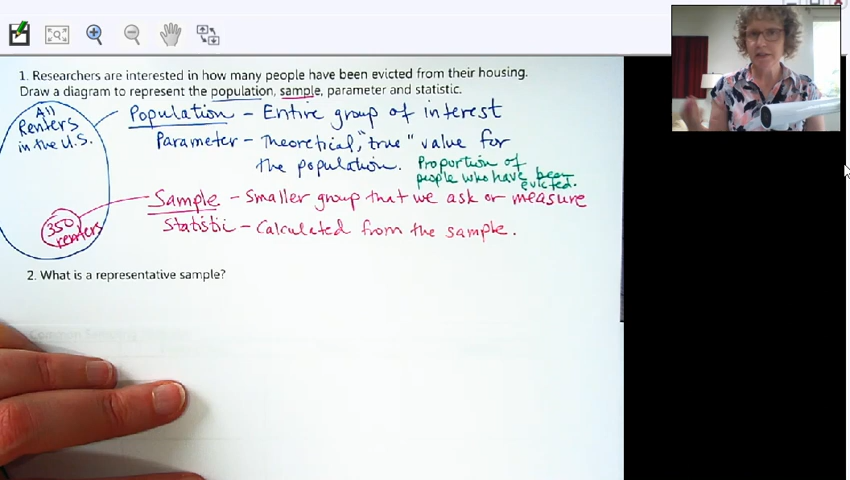 1. Researchers are interested in how many people have been evicted from their housing.
Draw a diagram to represent the population, sample, parameter and statistic.
All
Renters
in the U.S.
Population - Entire group of interest
Parameter - Theoretical, "true" value for
the population.
Proportion of
people who have been
evicted.
350
renters
Sample - Smaller group that we ask or measure
Statistic - Calculated from the sample.
2. What is a representative sample?